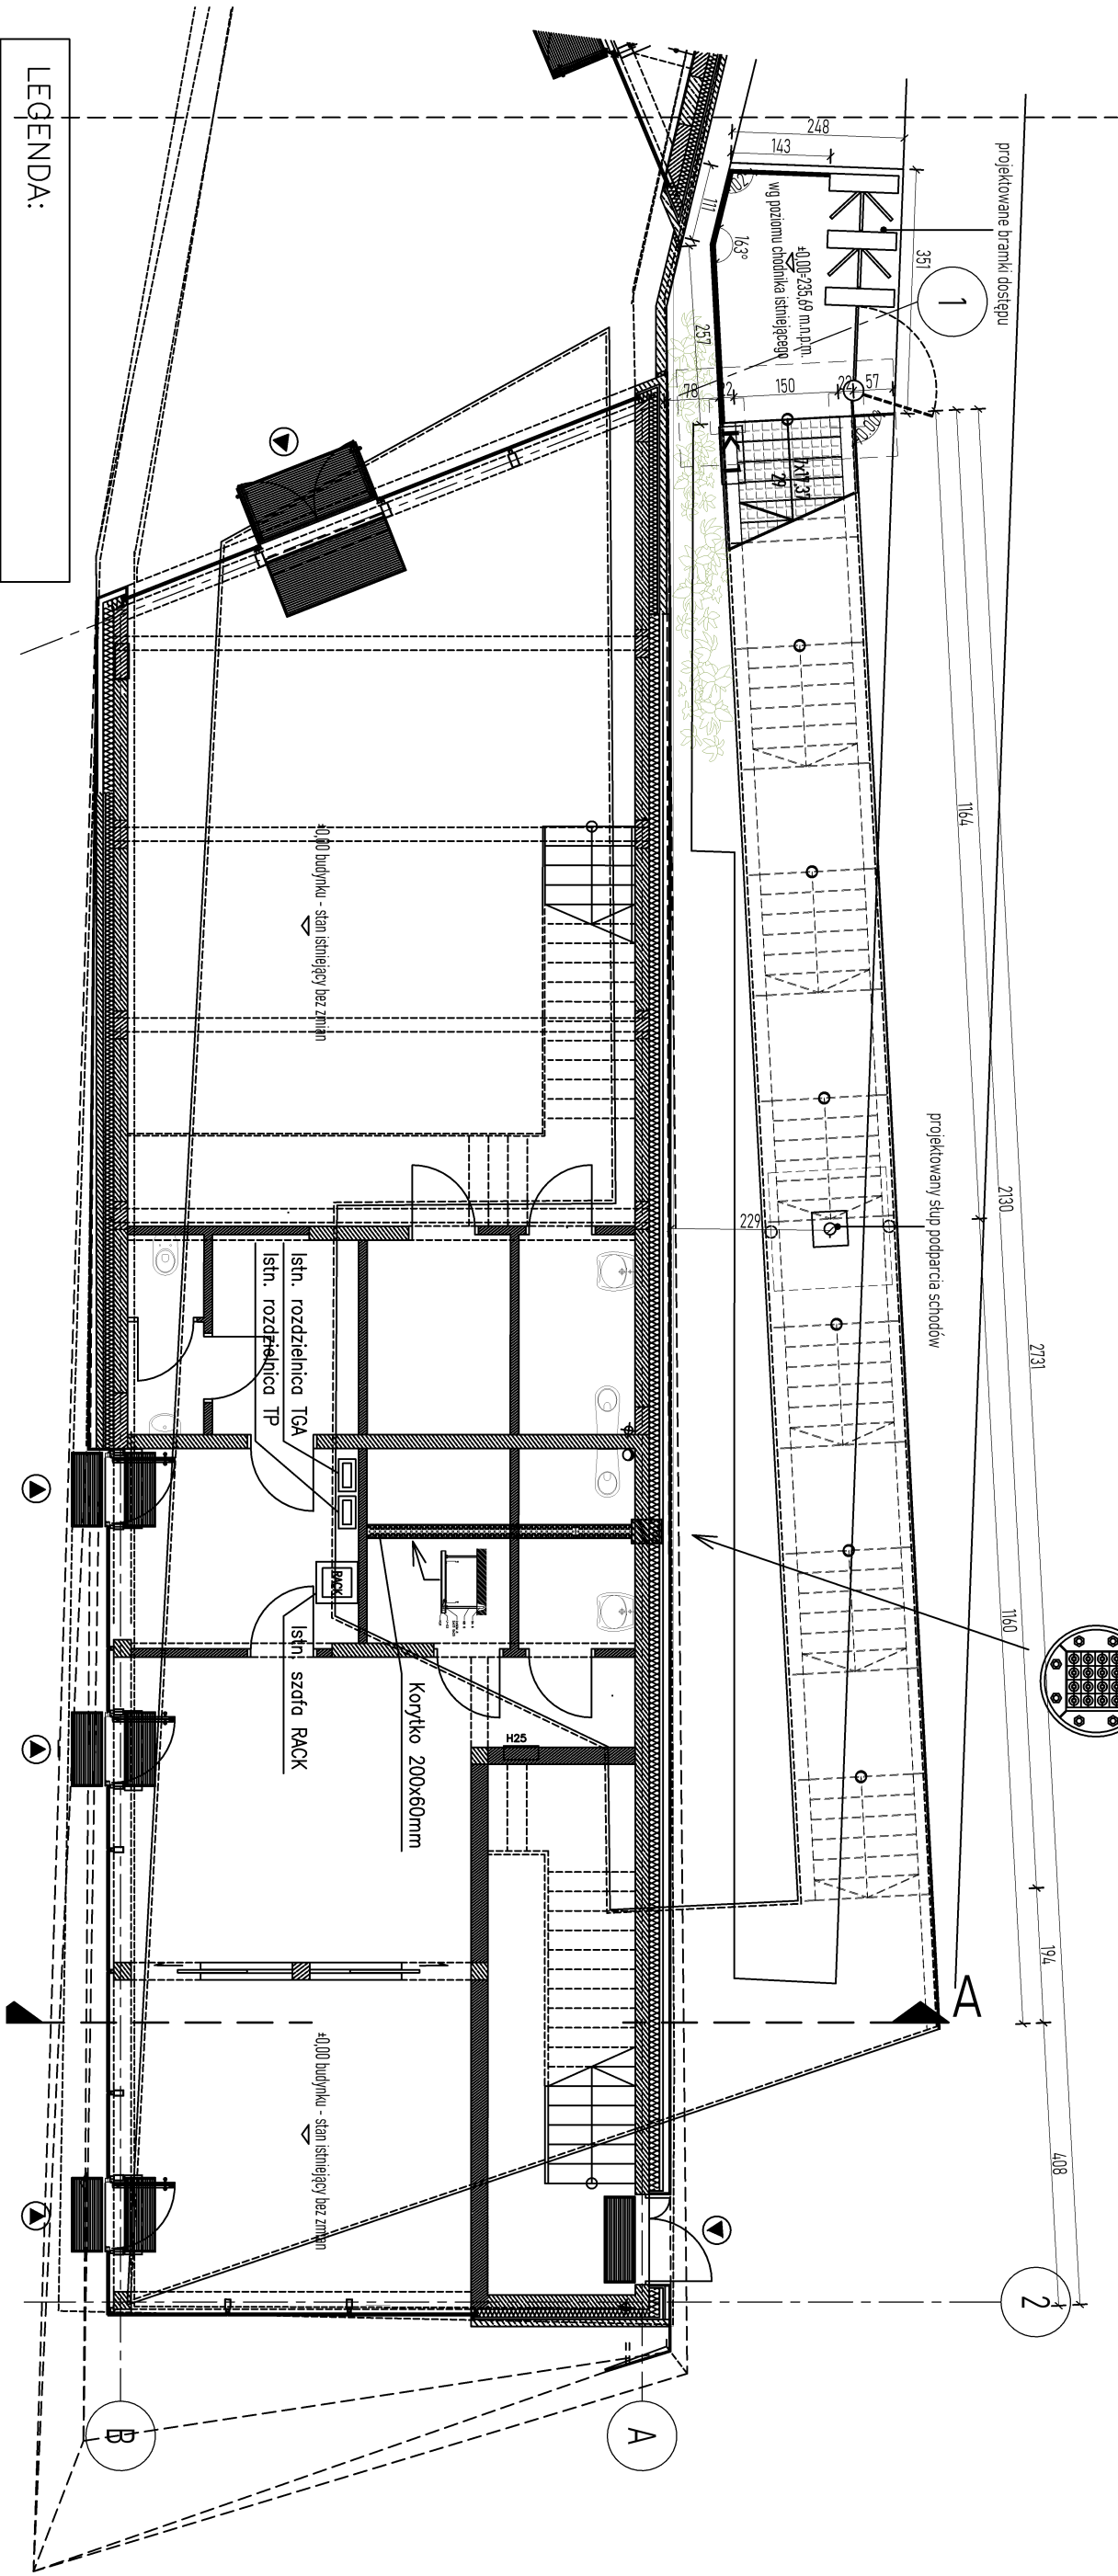 LEGENDA:
projektowane bramki dostępu
±0,00=235,69 m.n.p.m.
wg poziomu chodnika istniejącego
248
143
111
163°
351
257
78
150
22
57
1
7x17,37
29
1164
2130
2731
1160
194
408
229
projektowany słup podparcia schodów
±0,00 budynku - stan istniejący bez zmian
Istn. rozdzielnica TGA
Istn. rozdzielnica TP
RACK
Istn. szafa RACK
Korytko 200x60mm
H25
±0,00 budynku - stan istniejący bez zmian
A
2
A
B